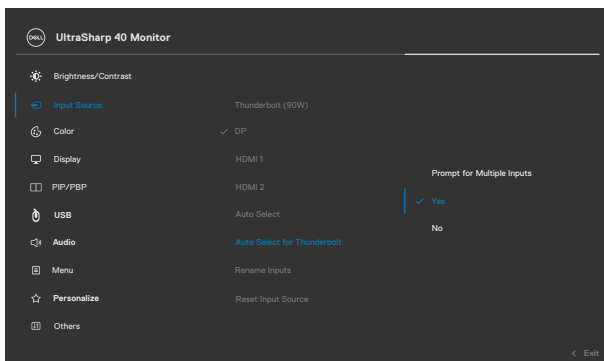 DELL
UltraSharp 40 Monitor
Brightness/Contrast
Input Source
Color
Display
PIP/PBP
USB
Audio
Menu
Personalize
Others
Thunderbolt (90W)
DP
HDMI 1
HDMI 2
Auto Select
Auto Select for Thunderbolt
Rename Inputs
Reset Input Source
Prompt for Multiple Inputs
Yes
No
< Exit